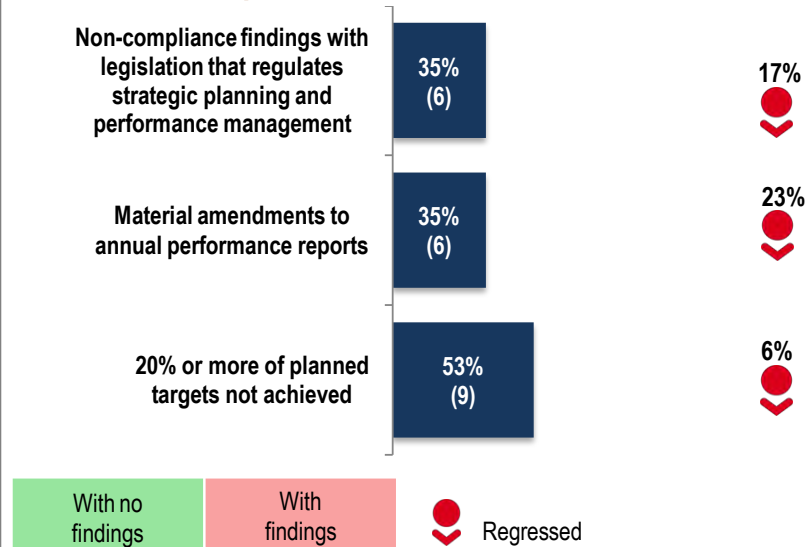 Non-compliance findings with
legislation that regulates
strategic planning and
performance management
35%
(6)
17%
Material amendments to
annual performance reports
35%
(6)
23%
20% or more of planned
targets not achieved
53%
(9)
6%
With no
findings
With
findings
Regressed